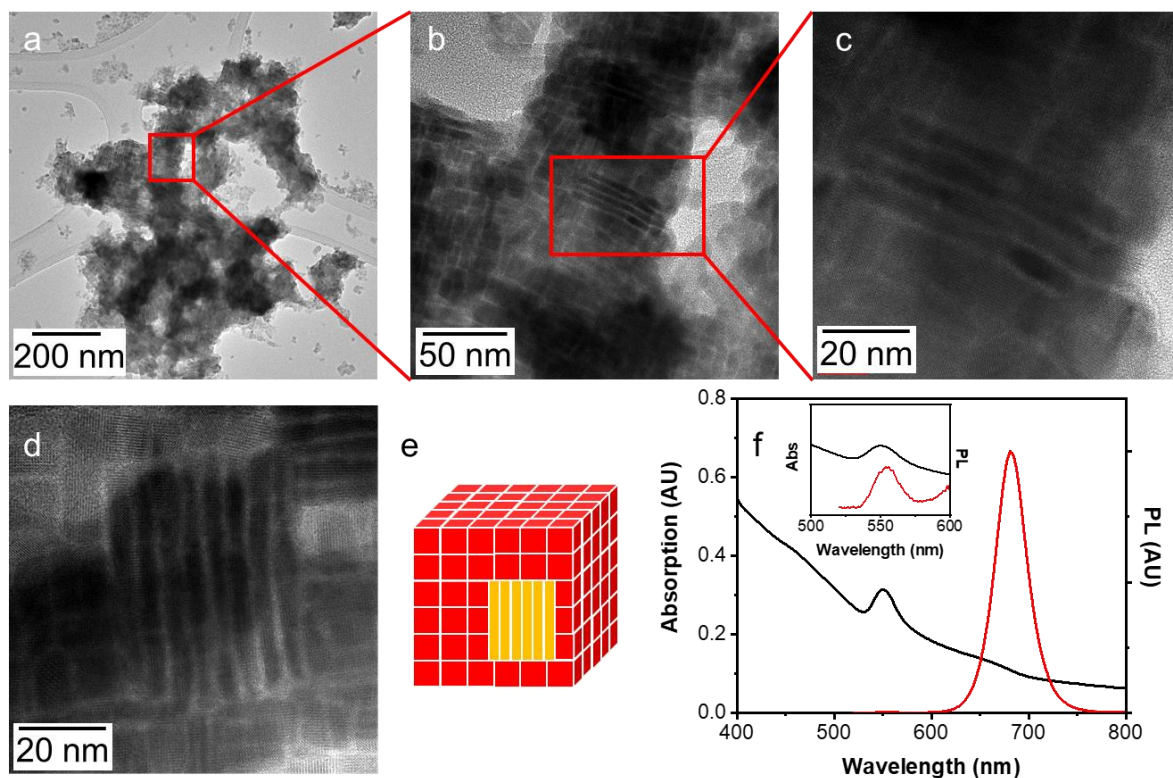 a
b
c
200 nm
50 nm
20 nm
d
20 nm
e
f
Absorption (AU)
0.8
0.6
0.4
0.2
0.0
400
500
600
700
800
Wavelength (nm)
PL (AU)
Abs
PL
500
550
600
Wavelength (nm)